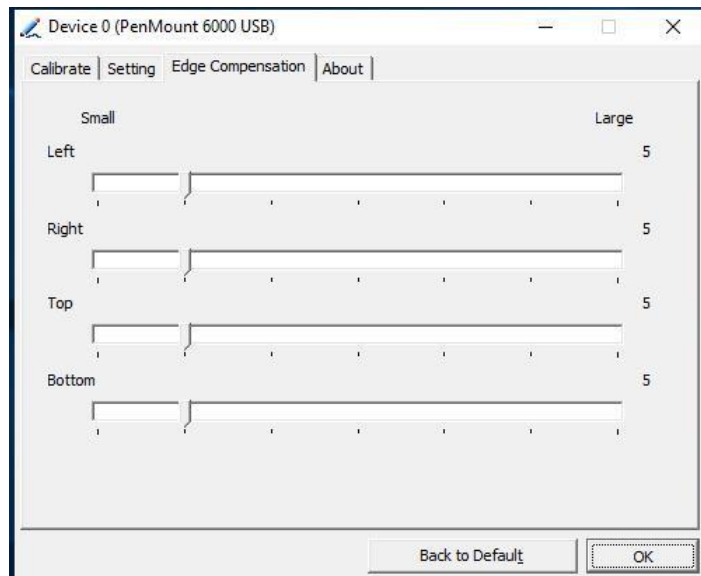 Device 0 (PenMount 6000 USB)
Calibrate Setting Edge Compensation About
Small Large
Left 5
Right 5
Top 5
Bottom 5
Back to Default OK